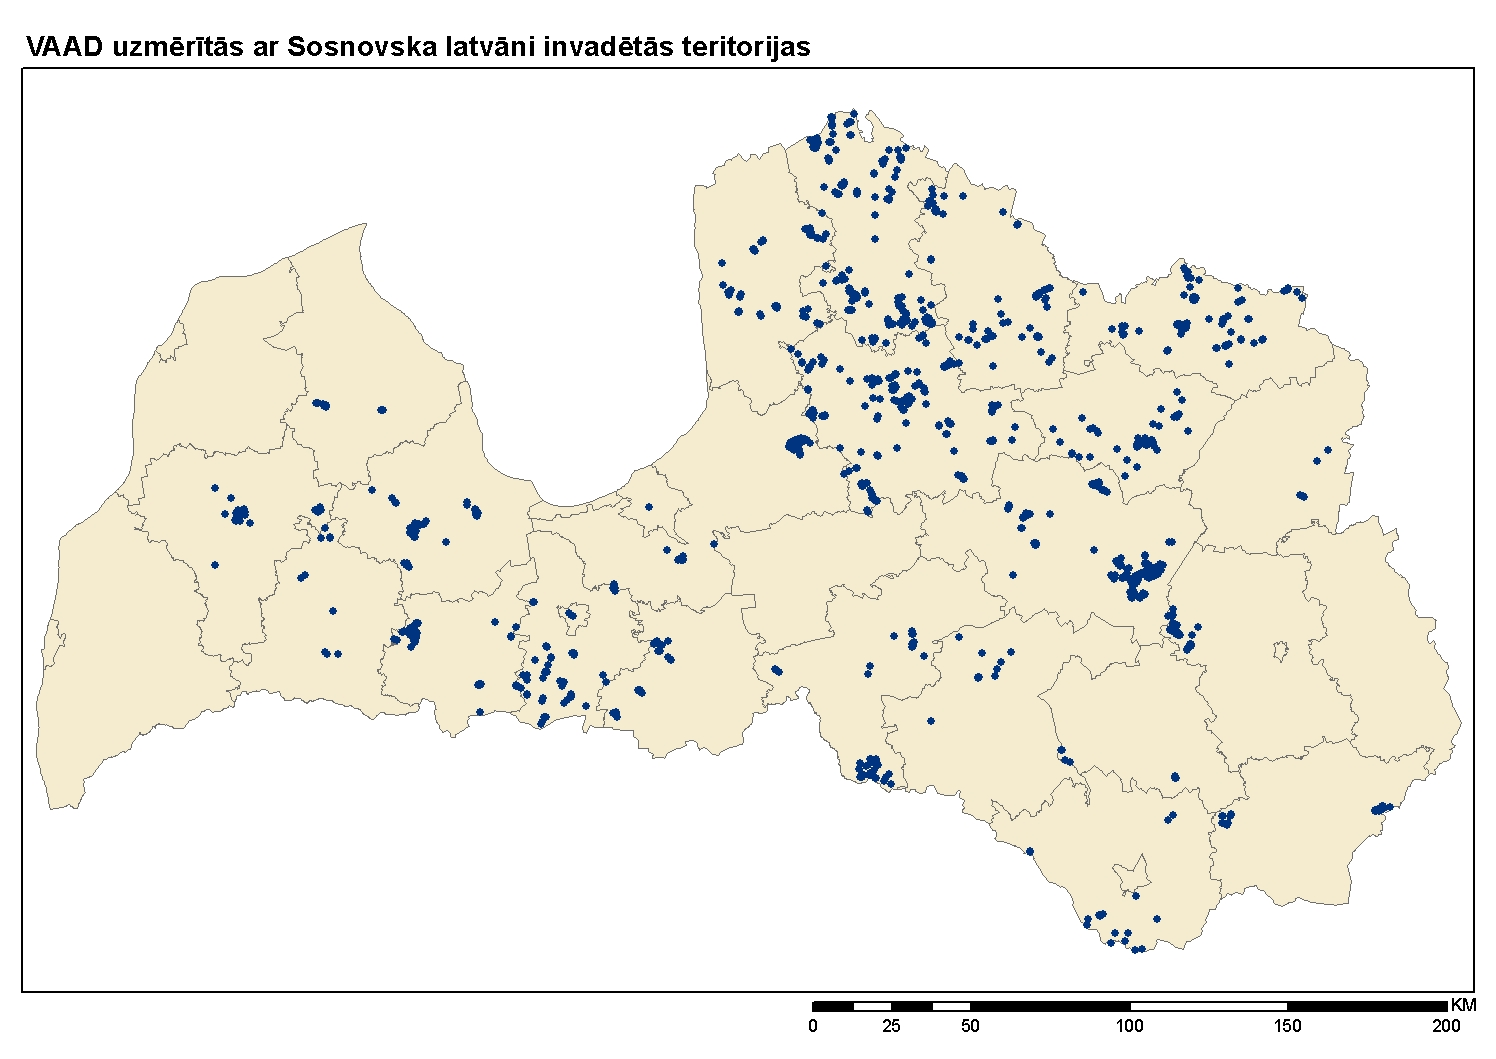 VAAD uzmērītās ar Sosnovska latvāni invadētās teritorijas
KM
0 25 50 100 150 200